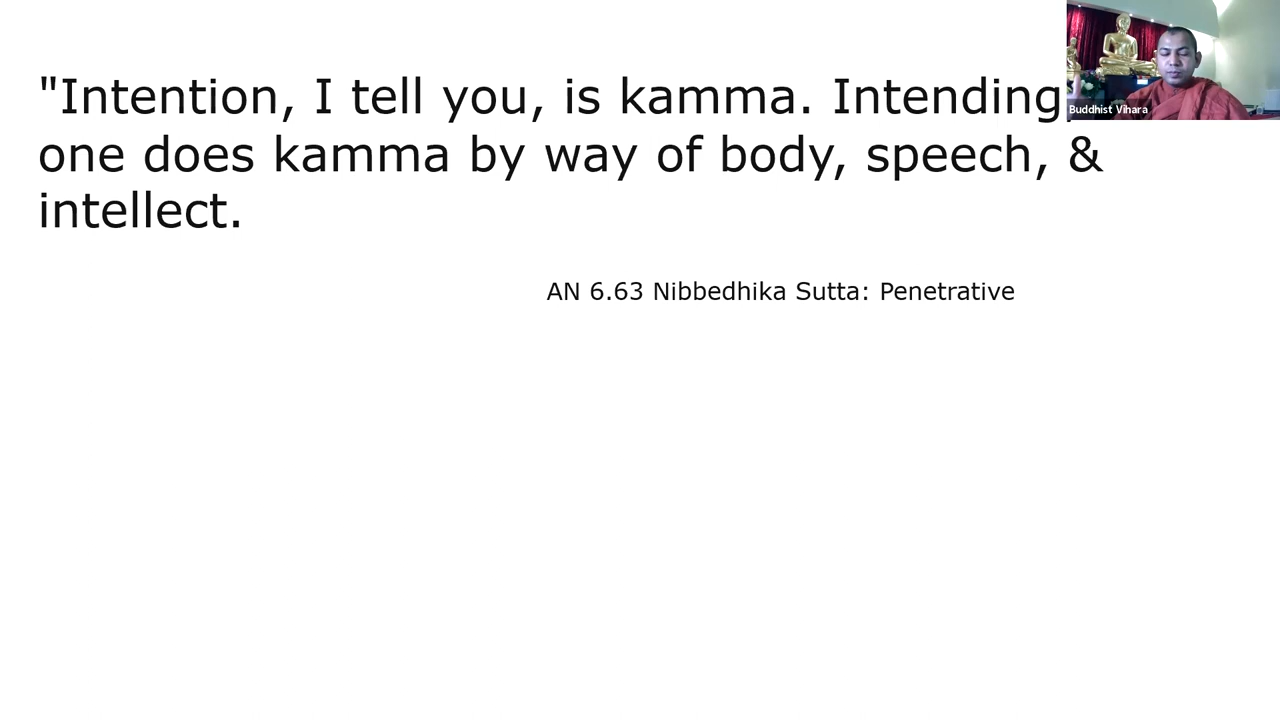 "Intention, I tell you, is kamma. Intending,
one does kamma by way of body, speech, &
intellect.
AN 6.63 Nibbedhika Sutta: Penetrative
Buddhist Vihara